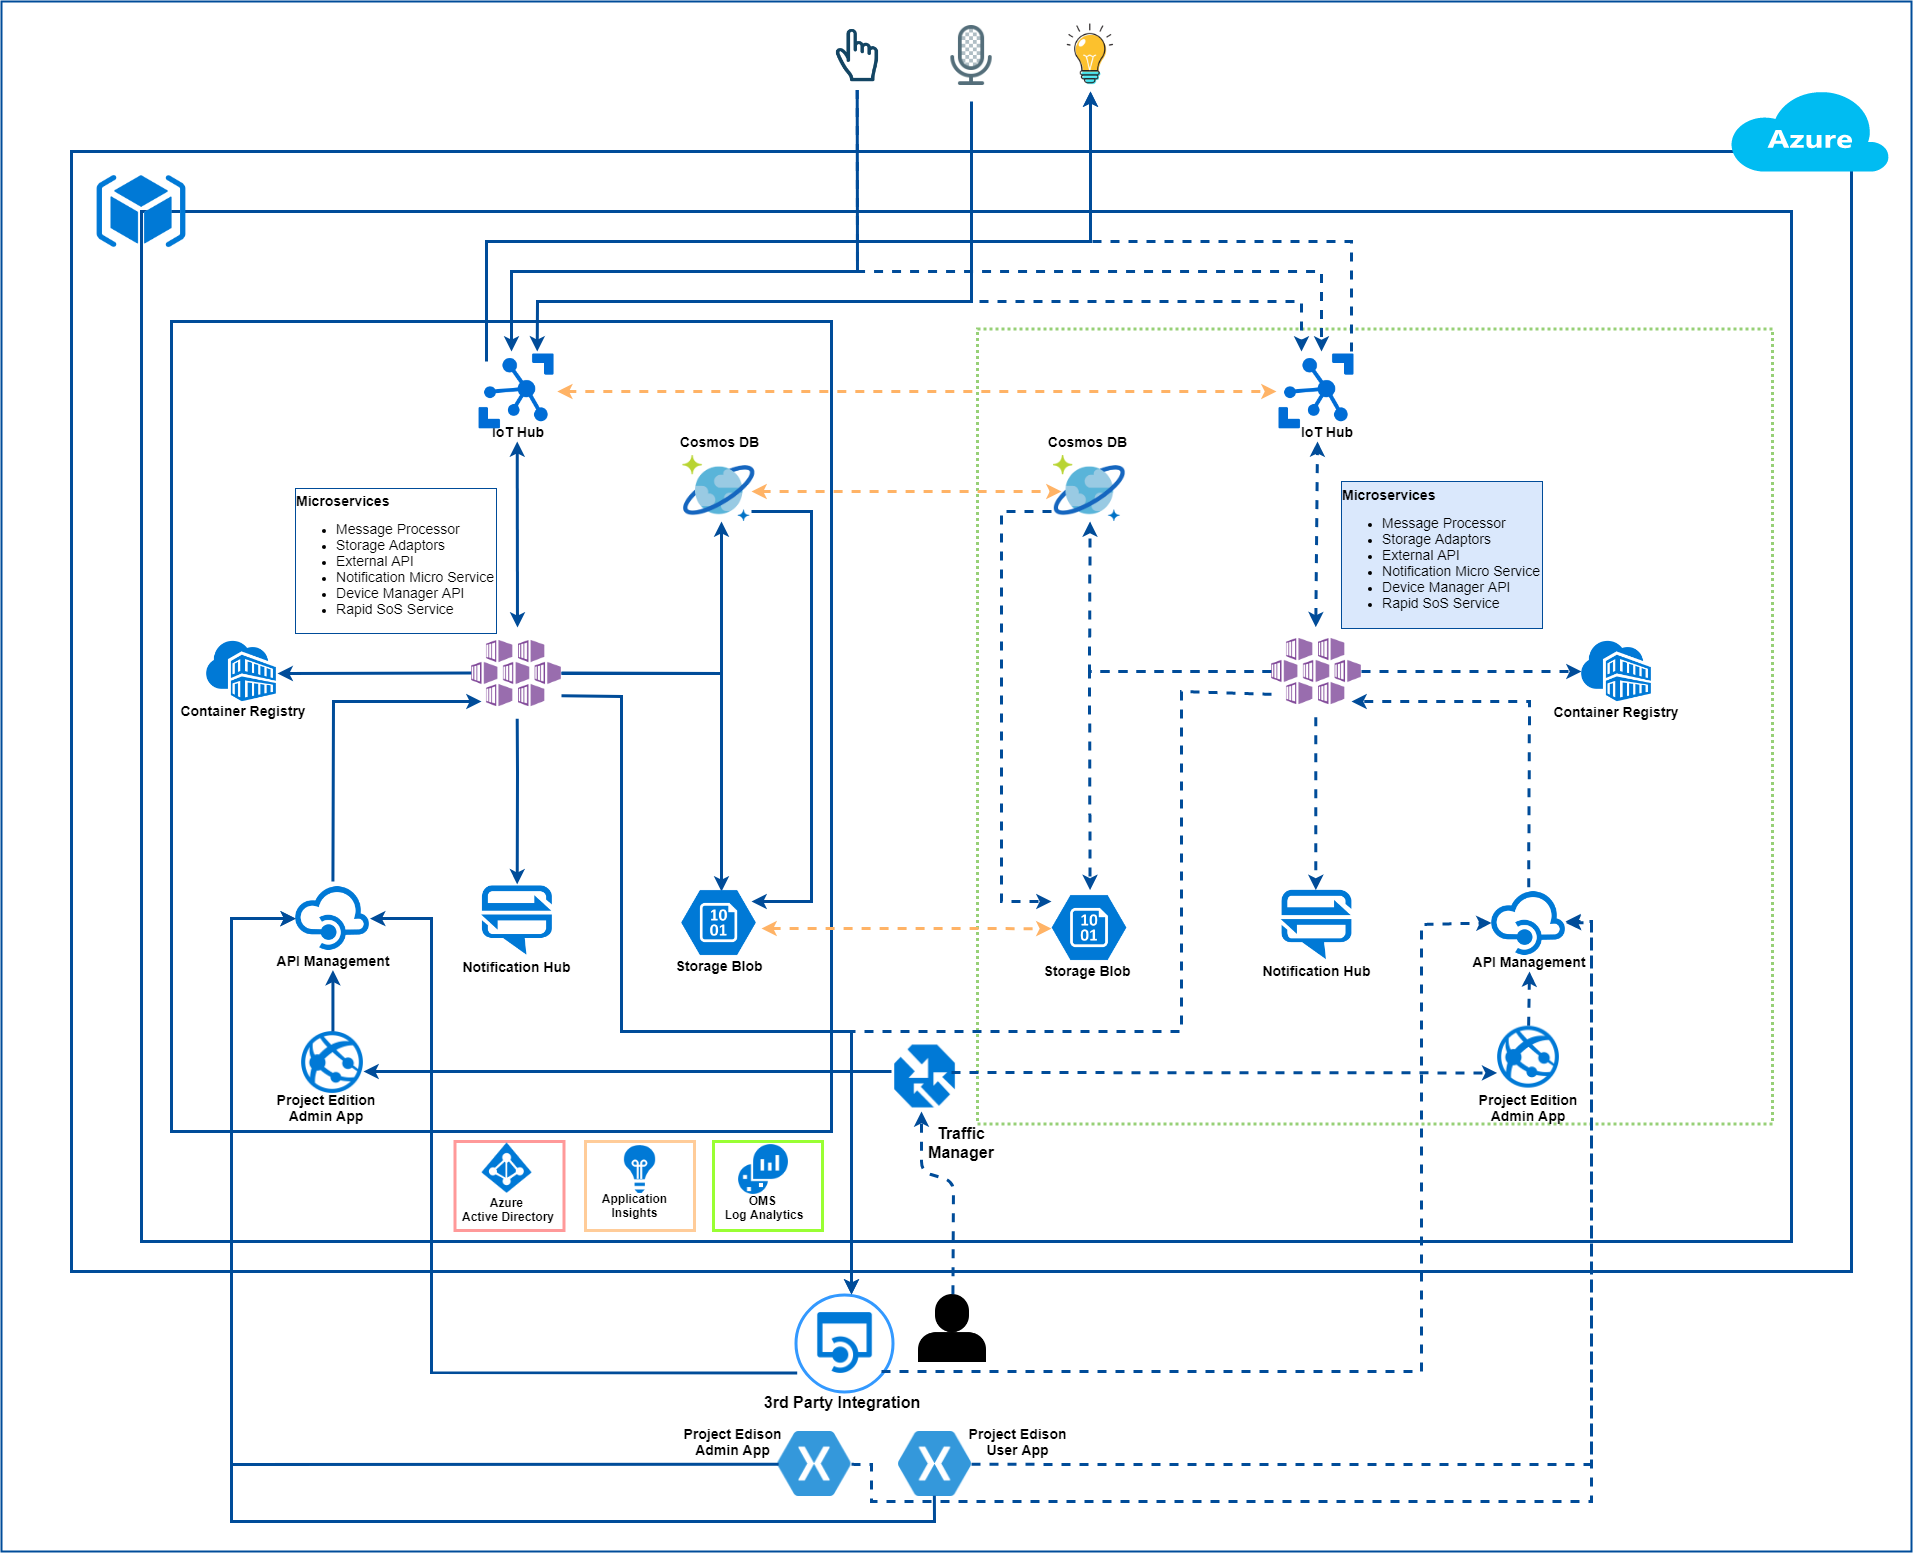 Azure
IoT Hub
IoT Hub
Cosmos DB
Cosmos DB
Microservices
Message Processor
Storage Adaptors
External API
Notification Micro Service
Device Manager API
Rapid SoS Service
Microservices
Message Processor
Storage Adaptors
External API
Notification Micro Service
Device Manager API
Rapid SoS Service
Container Registry
Container Registry
10
01
10
01
API Management
Notification Hub
Storage Blob
Storage Blob
Notification Hub
API Management
Project Edition
Admin App
Project Edition
Admin App
Traffic
Manager
Azure
Active Directory
Application
Insights
OMS
Log Analytics
3rd Party Integration
Project Edison
Admin App
Project Edison
User App